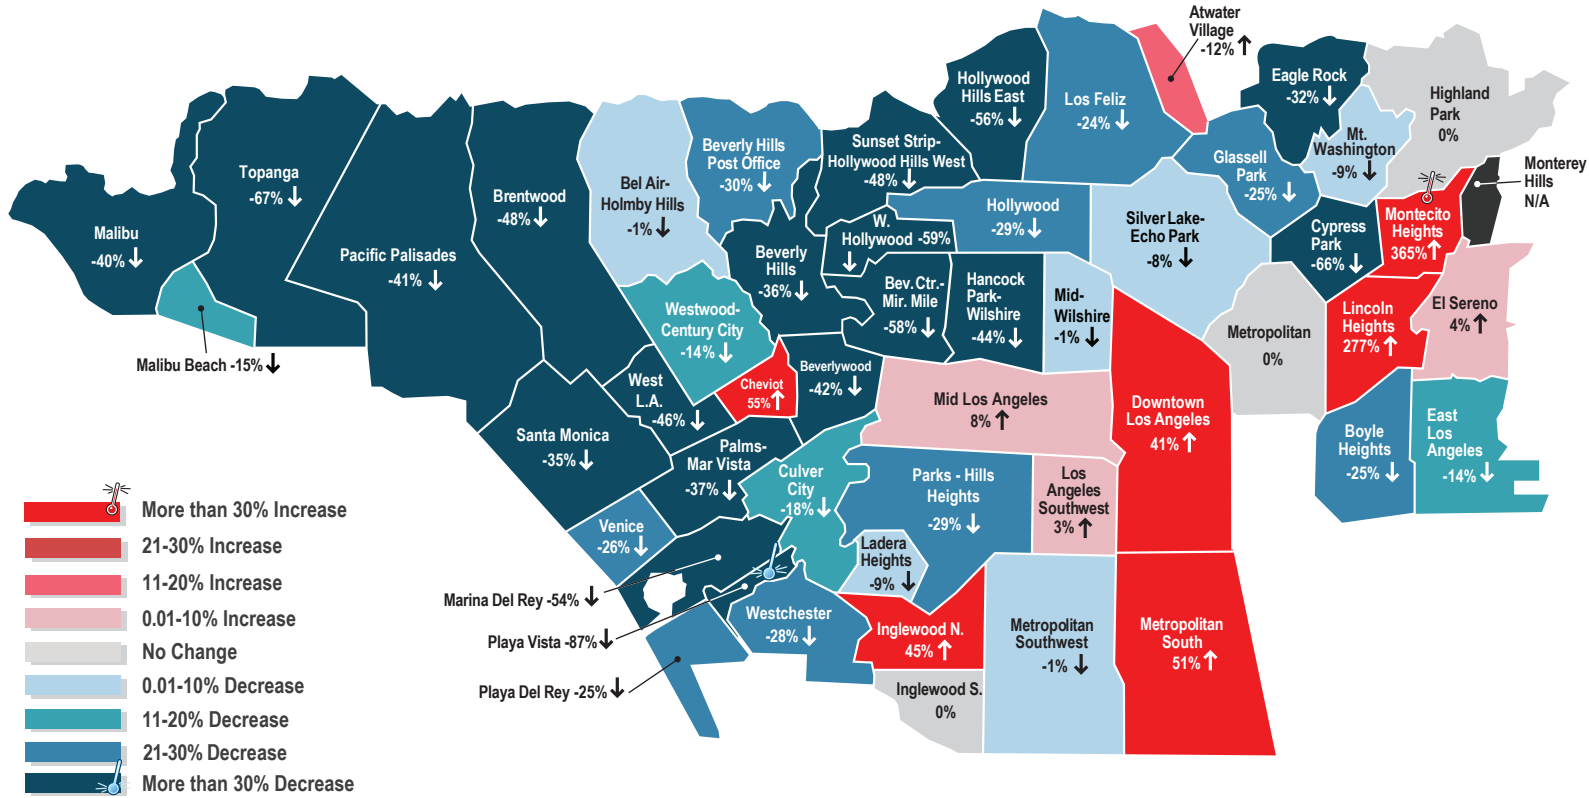 Atwater
Village
-12%
Hollywood
Hills East
-56%
Los Feliz
-24%
Eagle Rock
-32%
Highland
Park
0%
Mt.
Washington
-9%
Monterey
Hills
N/A
Topanga
-67%
Beverly Hills
Post Office
-30%
Sunset Strip-
Hollywood Hills West
-48%
Glassell
Park
-25%
Brentwood
-48%
Bel Air-
Holmby Hills
-1%
Hollywood
-29%
Silver Lake-
Echo Park
-8%
Cypress
Park
-66%
Montecito
Heights
365%
Malibu
-40%
Pacific Palisades
-41%
W.
Hollywood -59%
Beverly
Hills
-36%
Bev. Ctr.-
Mir. Mile
-58%
Hancock
Park-
Wilshire
-44%
Mid-
Wilshire
-1%
Westwood-
Century City
-14%
Metropolitan
0%
Lincoln
Heights
277%
El Sereno
4%
Malibu Beach -15%
West
L.A.
-46%
Cheviot
55%
Beverlywood
-42%
Mid Los Angeles
8%
Downtown
Los Angeles
41%
Boyle
Heights
-25%
East
Los
Angeles
-14%
Santa Monica
-35%
Palms-
Mar Vista
-37%
Culver
City
-18%
Parks - Hills
Heights
-29%
Los
Angeles
Southwest
3%
Venice
-26%
Ladera
Heights
-9%
Marina Del Rey -54%
Playa Vista -87%
Playa Del Rey -25%
Westchester
-28%
Inglewood N.
45%
Inglewood S.
0%
Metropolitan
Southwest
-1%
Metropolitan
South
51%
More than 30% Increase
21-30% Increase
11-20% Increase
0.01-10% Increase
No Change
0.01-10% Decrease
11-20% Decrease
21-30% Decrease
More than 30% Decrease